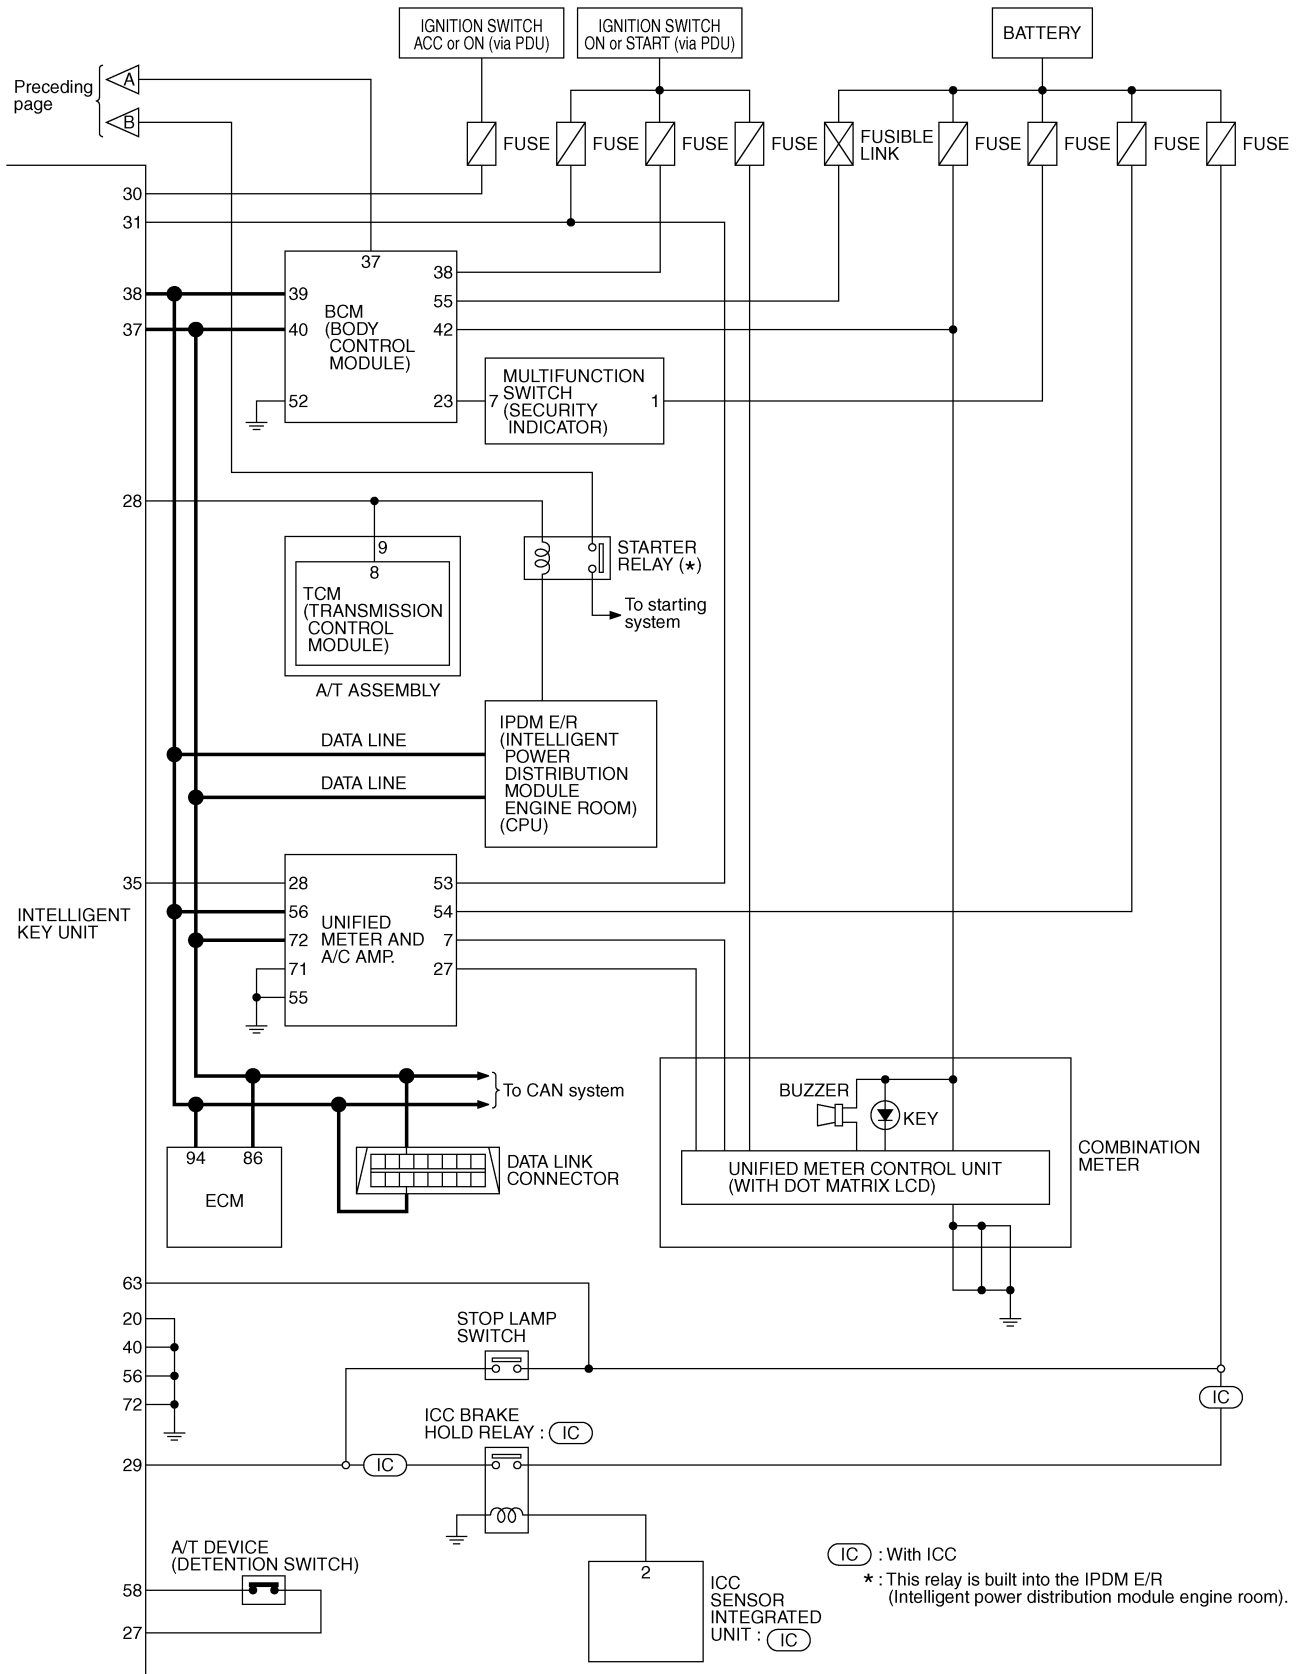 IGNITION SWITCH
ACC or ON (via PDU)
IGNITION SWITCH
ON or START (via PDU)
BATTERY
Preceding
page
A
B
FUSE
FUSE
FUSE
FUSE
FUSIBLE
LINK
FUSE
FUSE
FUSE
FUSE
30
31
37
38
38
39
BCM
(BODY
CONTROL
MODULE)
55
37
40
42
52
23
7
MULTIFUNCTION
SWITCH
(SECURITY
INDICATOR)
1
28
9
8
TCM
(TRANSMISSION
CONTROL
MODULE)
A/T ASSEMBLY
STARTER
RELAY (*)
To starting
system
DATA LINE
DATA LINE
IPDM E/R
(INTELLIGENT
POWER
DISTRIBUTION
MODULE
ENGINE ROOM)
(CPU)
35
28
53
INTELLIGENT
KEY UNIT
56
54
UNIFIED
METER AND
A/C AMP.
72
7
71
27
55
To CAN system
94
86
ECM
DATA LINK
CONNECTOR
BUZZER
KEY
UNIFIED METER CONTROL UNIT
(WITH DOT MATRIX LCD)
COMBINATION
METER
63
20
40
56
72
STOP LAMP
SWITCH
IC
ICC BRAKE
HOLD RELAY : IC
29
IC
A/T DEVICE
(DETENTION SWITCH)
58
27
2
ICC
SENSOR
INTEGRATED
UNIT : IC
IC : With ICC
* : This relay is built into the IPDM E/R
(Intelligent power distribution module engine room).